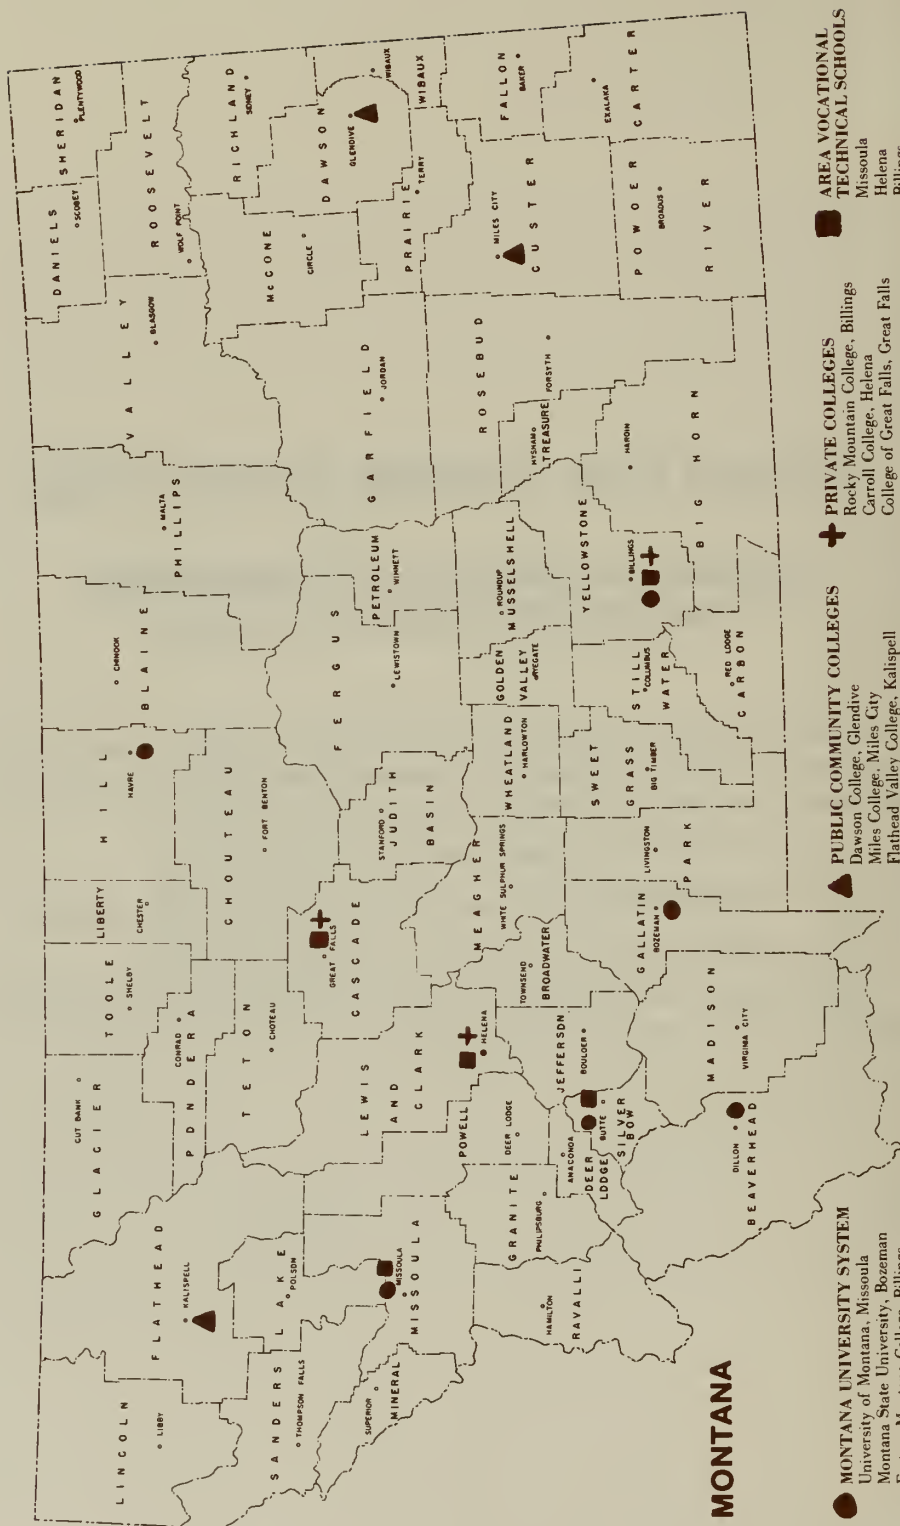 LINCOLN
LIBBY
FLATHEAD
KALISPELL
GLACIER
CUT BANK
TOOLE
SHELBY
LIBERTY
CHESTER
HILL
HAVRE
BLAINE
CHINOOK
PHILLIPS
MALTA
VALLEY
GLASGOW
DANIELS
SCOBEY
SHERIDAN
PLENTYWOOD
ROOSEVELT
WOLF POINT
RICHLAND
SIDNEY
SANDERS
THOMPSON FALLS
LAKE
POLSON
PONDERA
CONRAD
TETON
CHOTEAU
CHOUTEAU
FORT BENTON
CASCADE
GREAT FALLS
JUDITH
BASIN
STANFORD
FERGUS
LEWISTOWN
PETROLEUM
WINNETT
GARFIELD
JORDAN
McCONE
CIRCLE
DAWSON
GLENDIVE
WIBAUX
WIBAUX
PRAIRIE
TERRY
MINERAL
SUPERIOR
MISSOULA
MISSOULA
POWELL
DEER LODGE
LEWIS
AND
CLARK
HELENA
MEAGHER
WHITE SULPHUR SPRINGS
WHEATLAND
HARLOWTON
GOLDEN
VALLEY
RYEGATE
MUSSELSHELL
ROUNDUP
ROSEBUD
FORSYTH
TREASURE
HYSHAM
CUSTER
MILES CITY
FALLON
BAKER
RAVALLI
HAMILTON
GRANITE
PHILIPSBURG
DEER
LODGE
ANACONDA
SILVER
BOW
BUTTE
JEFFERSON
BOULDER
BROADWATER
TOWNSEND
GALLATIN
BOZEMAN
PARK
LIVINGSTON
SWEET
GRASS
BIG TIMBER
STILL
WATER
COLUMBUS
YELLOWSTONE
BILLINGS
BIG HORN
HARDIN
POWDER
RIVER
BROADUS
CARTER
EKALAKA
BEAVERHEAD
DILLON
MADISON
VIRGINIA CITY
CARBON
RED LODGE
MONTANA
MONTANA UNIVERSITY SYSTEM
University of Montana, Missoula
Montana State University, Bozeman
PUBLIC COMMUNITY COLLEGES
Dawson College, Glendive
Miles College, Miles City
Flathead Valley College, Kalispell
PRIVATE COLLEGES
Rocky Mountain College, Billings
Carroll College, Helena
College of Great Falls, Great Falls
AREA VOCATIONAL
TECHNICAL SCHOOLS
Missoula
Helena
Billings